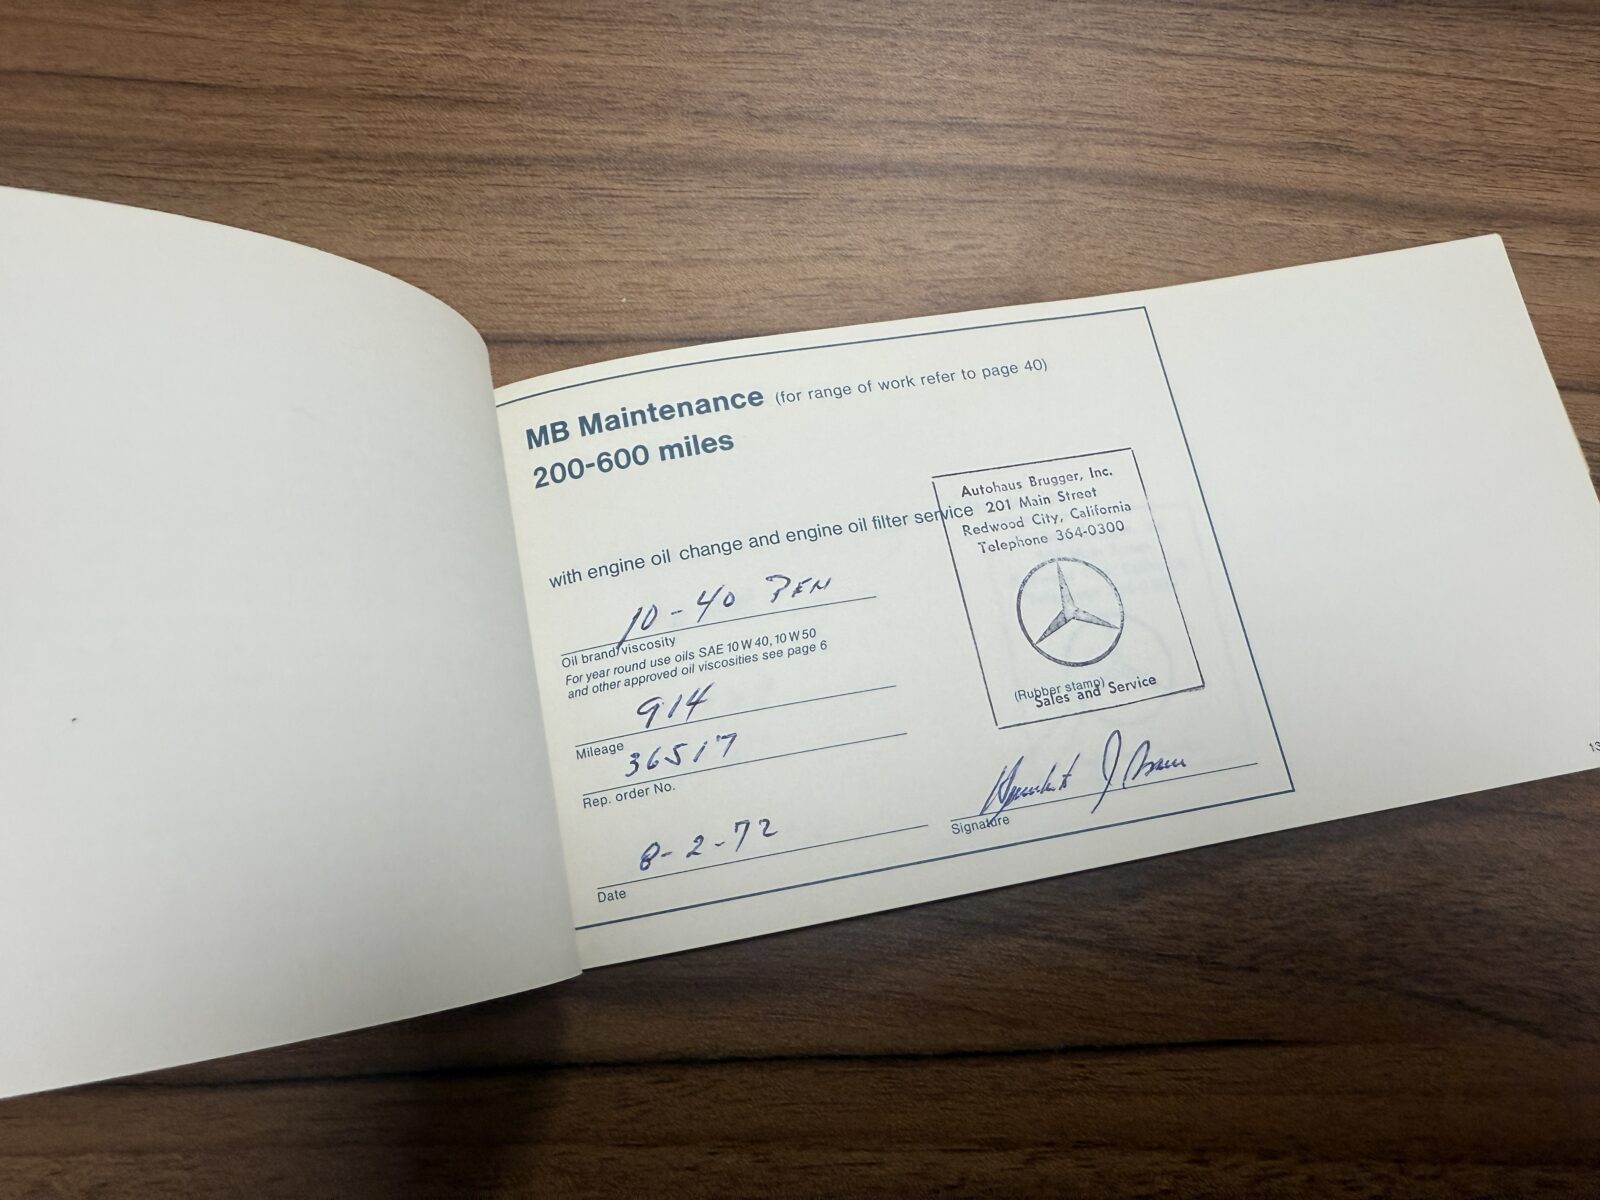 MB Maintenance (for range of work refer to page 40)
200-600 miles
with engine oil change and engine oil filter service
10-40 PEN
Oil brand/viscosity
For year round use oils SAE 10 W 40, 10 W 50
and other approved oil viscosities see page 6
914
Mileage
36517
Rep. order No.
8-2-72
Date
Autohaus Brugger, Inc.
201 Main Street
Redwood City, California
Telephone 364-0300
(Rubber stamp)
Sales and Service
Signature
13